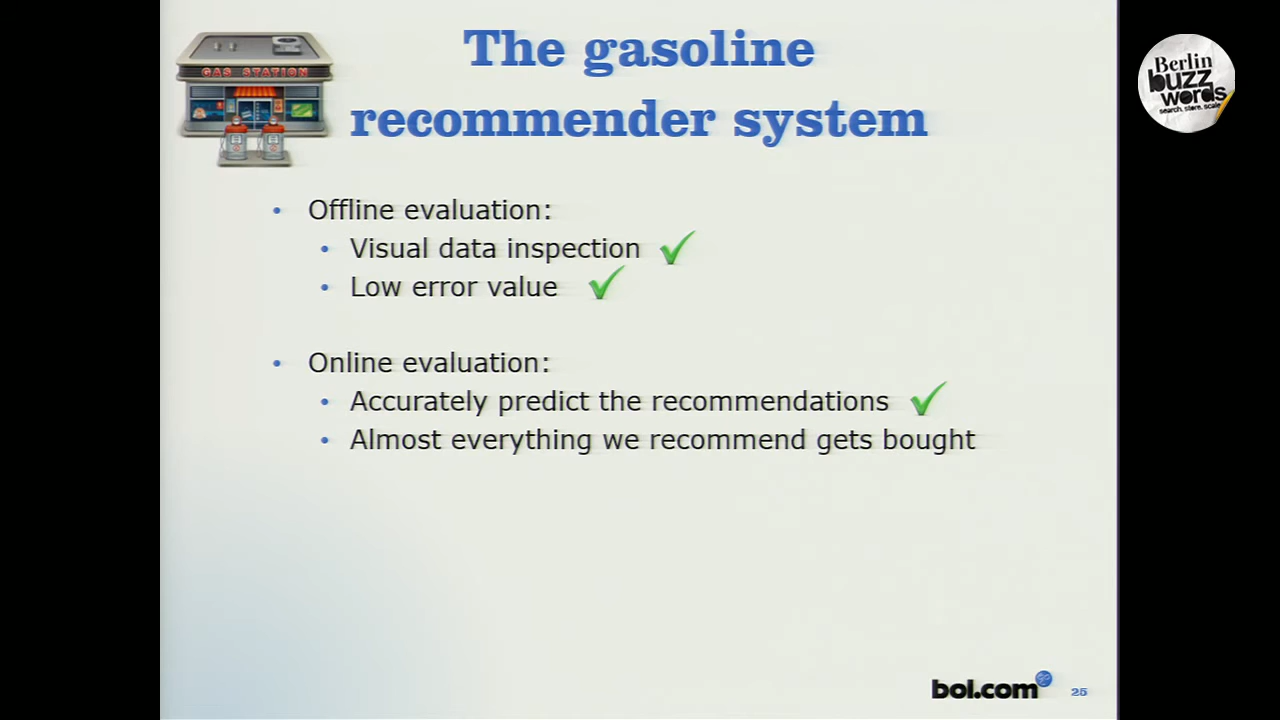 GAS STATION
The gasoline
recommender system
Berlin
buzz
words
search. store. scale.
• Offline evaluation:
• Visual data inspection
• Low error value
• Online evaluation:
• Accurately predict the recommendations
• Almost everything we recommend gets bought
bol.com
25